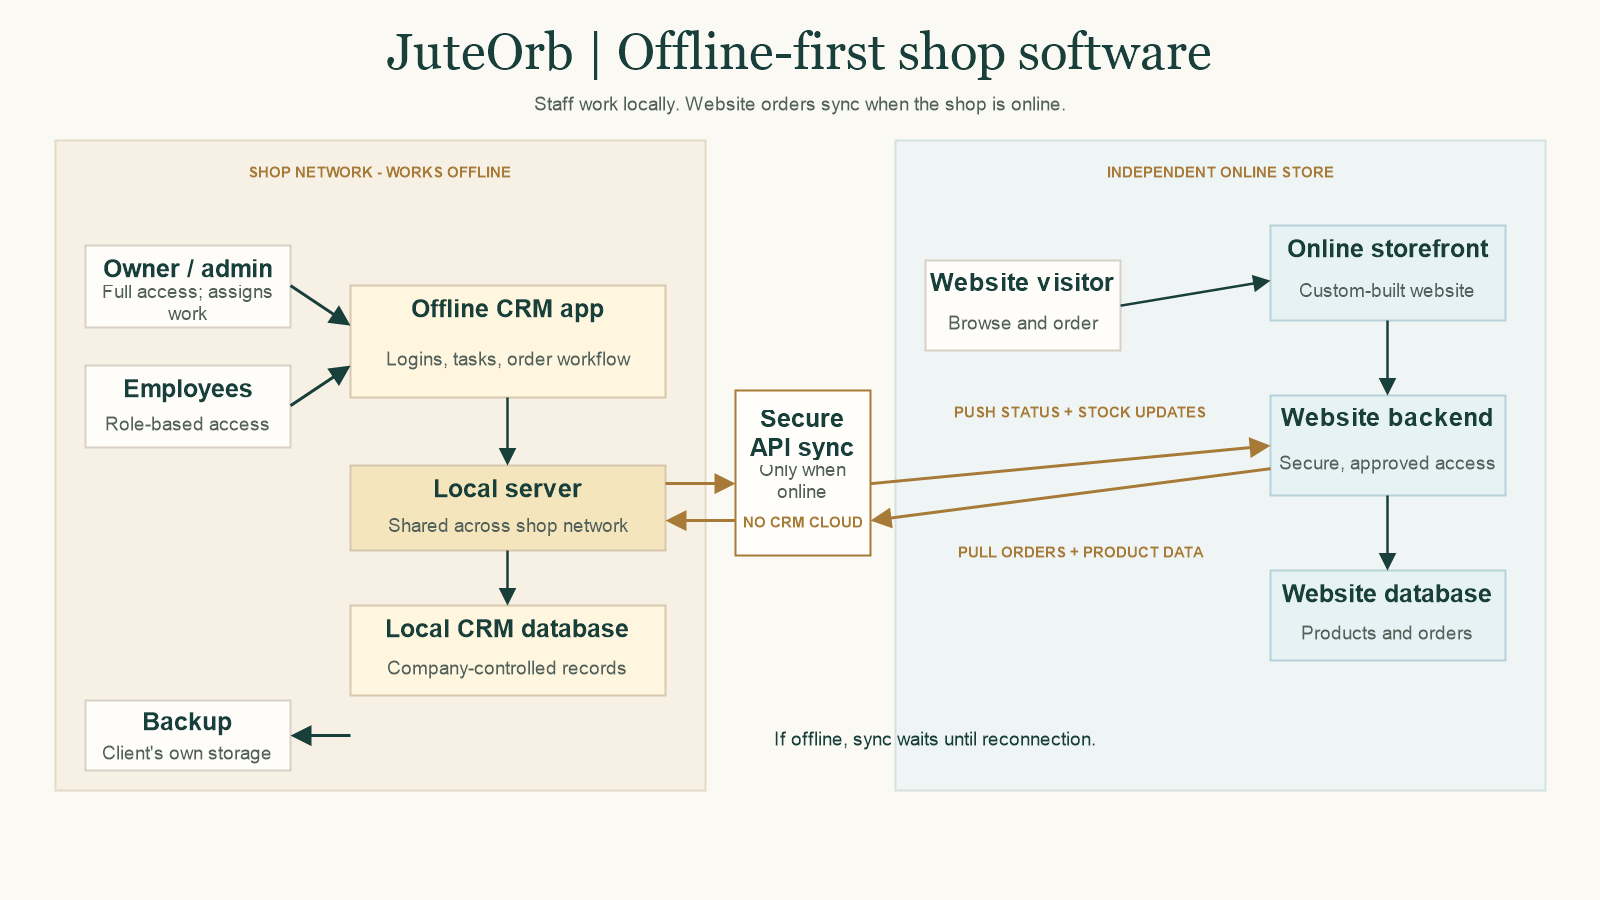 JuteOrb | Offline-first shop software
Staff work locally. Website orders sync when the shop is online.
SHOP NETWORK - WORKS OFFLINE
Owner / admin
Full access; assigns
work
Employees
Role-based access
Offline CRM app
Logins, tasks, order workflow
Local server
Shared across shop network
Local CRM database
Company-controlled records
Backup
Client's own storage
Secure
API sync
Only when
online
NO CRM CLOUD
INDEPENDENT ONLINE STORE
Website visitor
Browse and order
Online storefront
Custom-built website
PUSH STATUS + STOCK UPDATES
Website backend
Secure, approved access
PULL ORDERS + PRODUCT DATA
Website database
Products and orders
If offline, sync waits until reconnection.